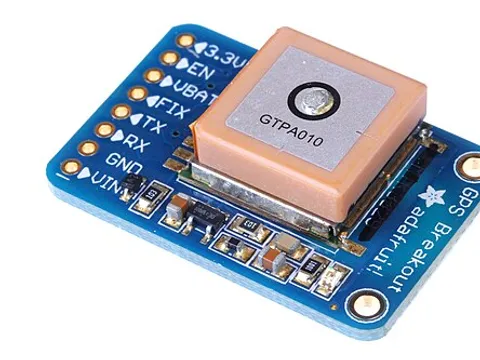 3.3V
EN
VBAT
FIX
TX
RX
GND
VIN
GTPA010
GPS Breakout
adafruit!